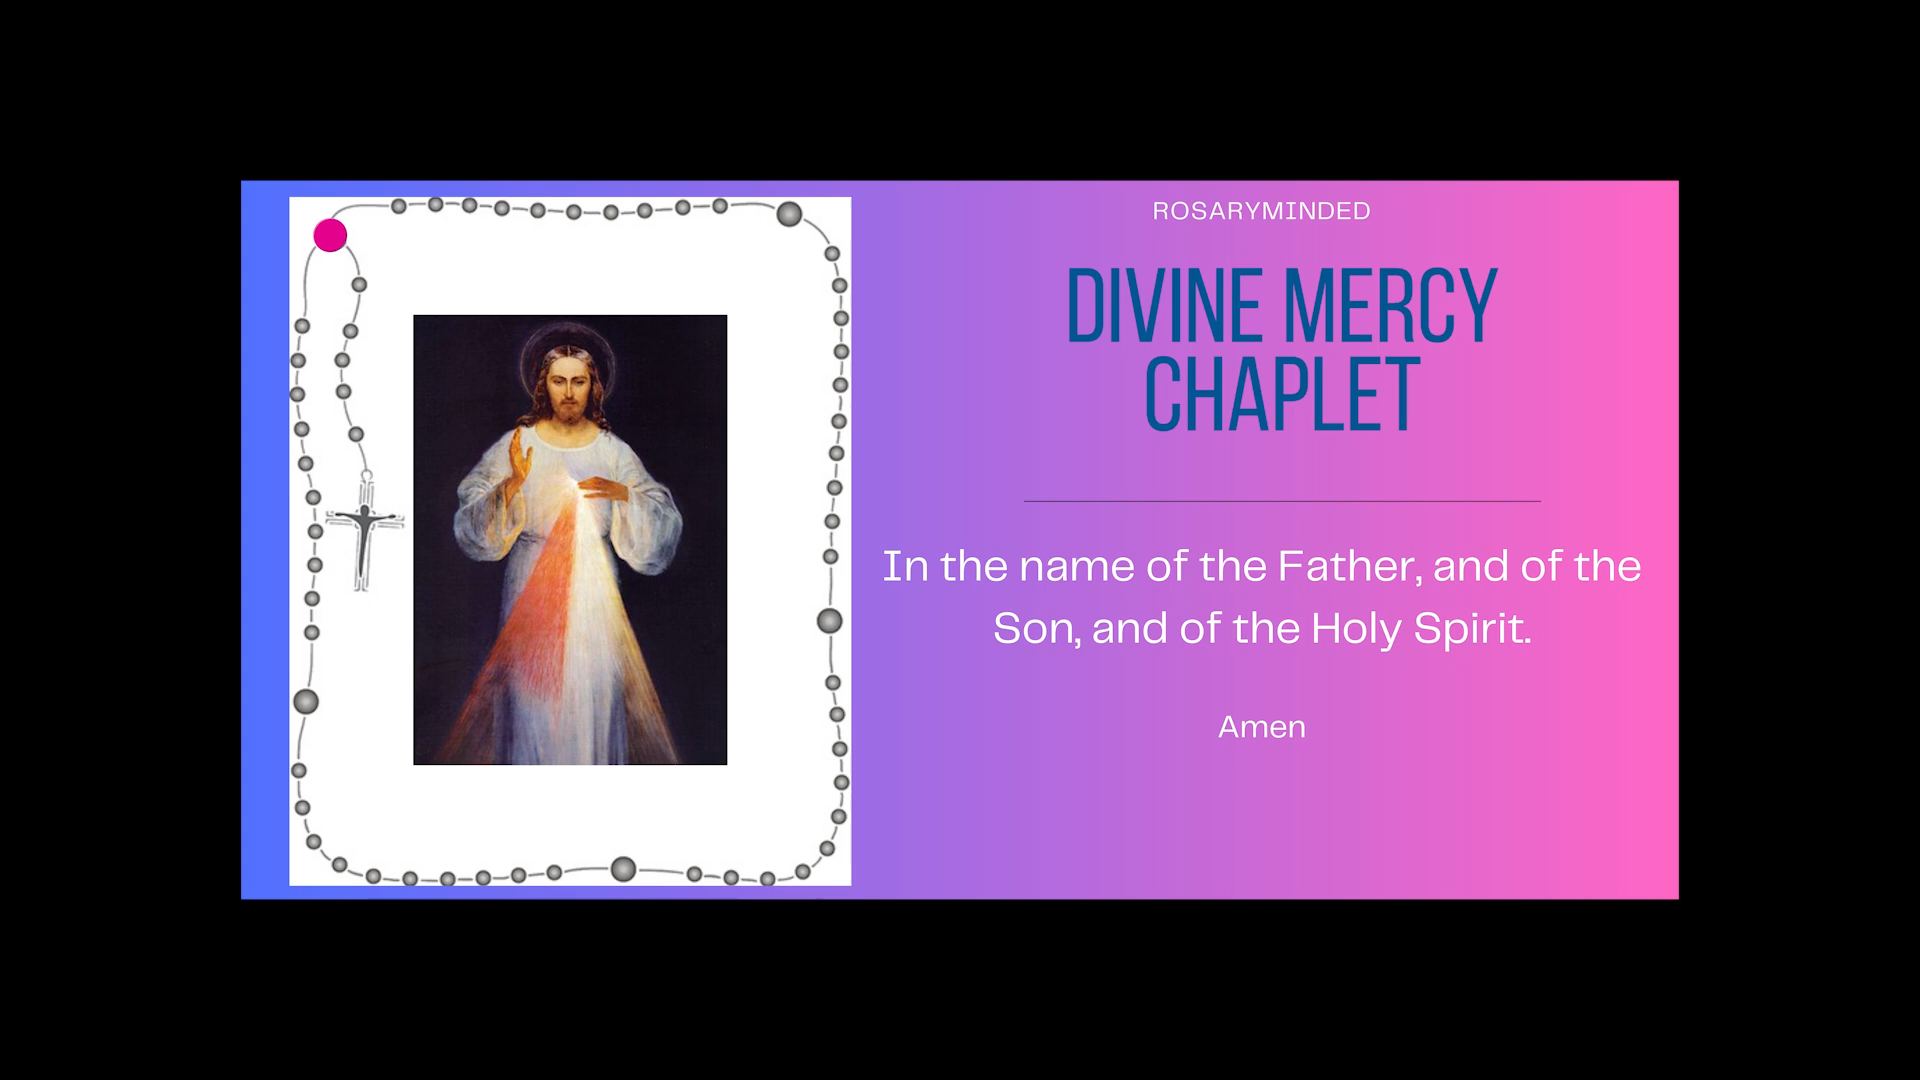 ROSARYMINDED
DIVINE MERCY
CHAPLET
In the name of the Father, and of the
Son, and of the Holy Spirit.
Amen